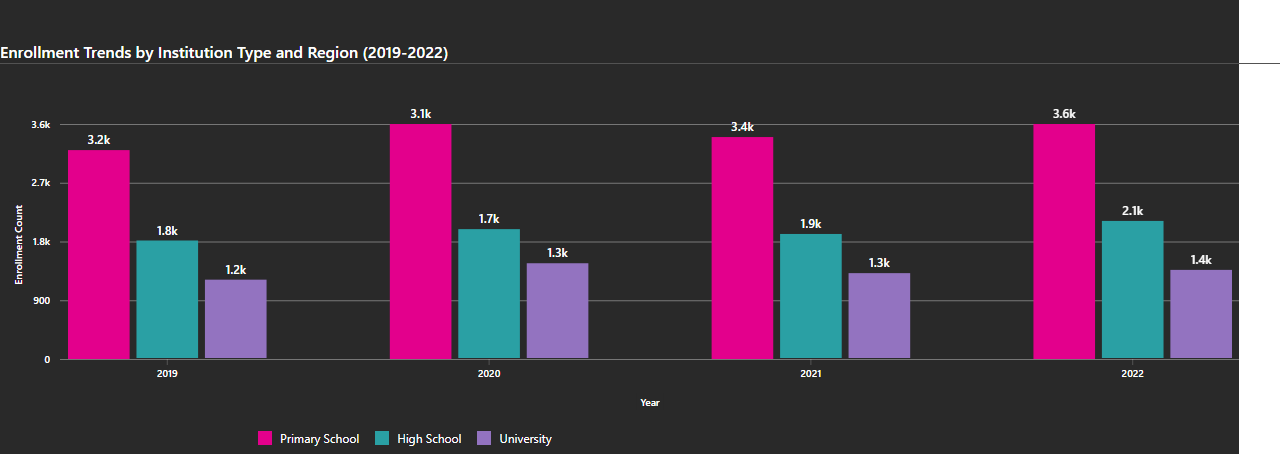 Enrollment Trends by Institution Type and Region (2019-2022)
3.6k
2.7k
1.8k
900
0
Enrollment Count
3.2k
1.8k
1.2k
3.1k
1.7k
1.3k
3.4k
1.9k
1.3k
3.6k
2.1k
1.4k
2019
2020
2021
2022
Year
Primary School
High School
University